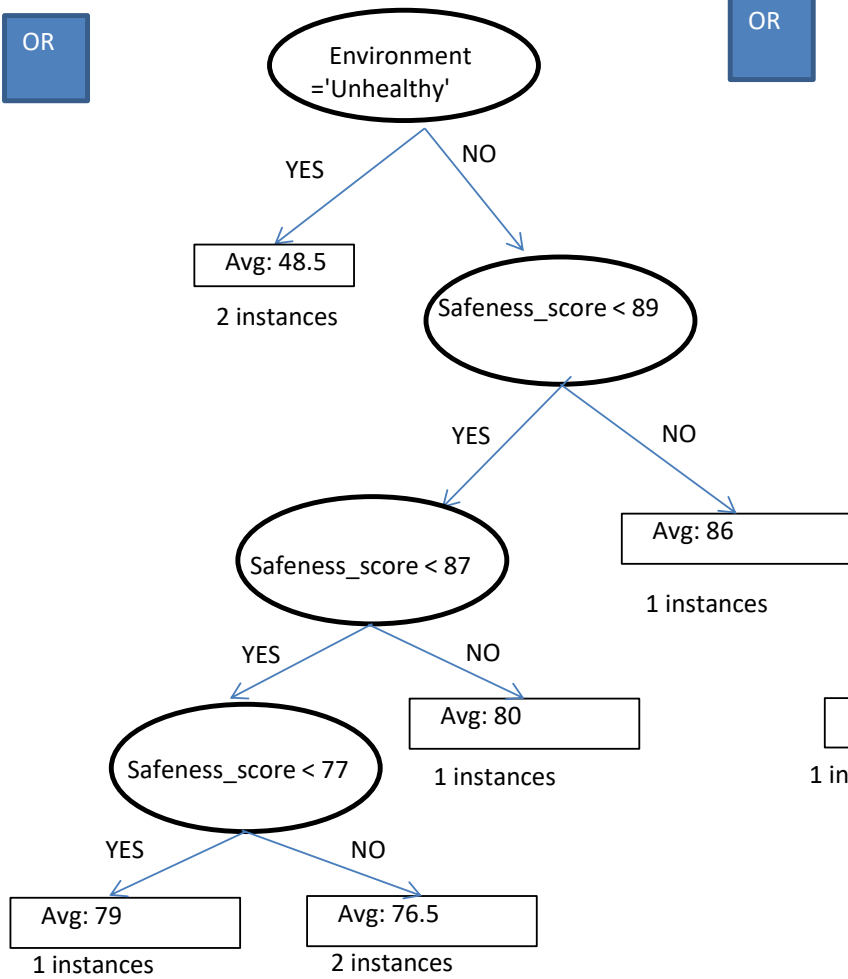 OR
OR
Environment
='Unhealthy'
YES
NO
Avg: 48.5
2 instances
Safeness_score < 89
YES
NO
Avg: 86
1 instances
Safeness_score < 87
YES
NO
Avg: 80
1 instances
1 in
Safeness_score < 77
YES
NO
Avg: 79
1 instances
Avg: 76.5
2 instances